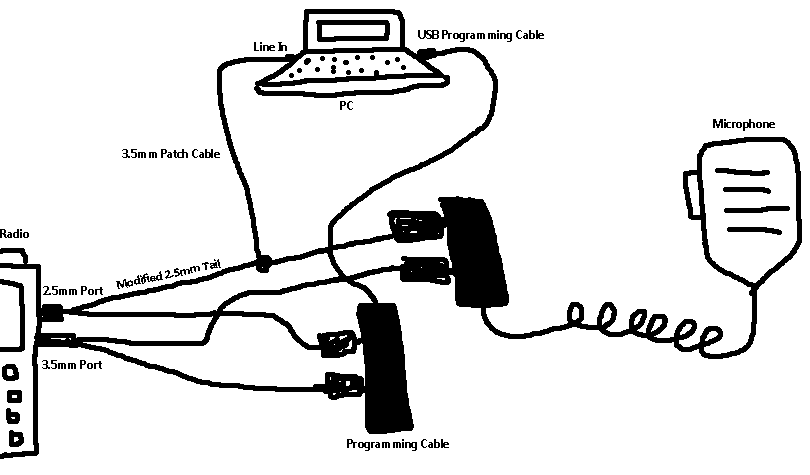 USB Programming Cable
Line In
PC
Microphone
3.5mm Patch Cable
Radio
Modified 2.5mm Tail
2.5mm Port
3.5mm Port
Programming Cable